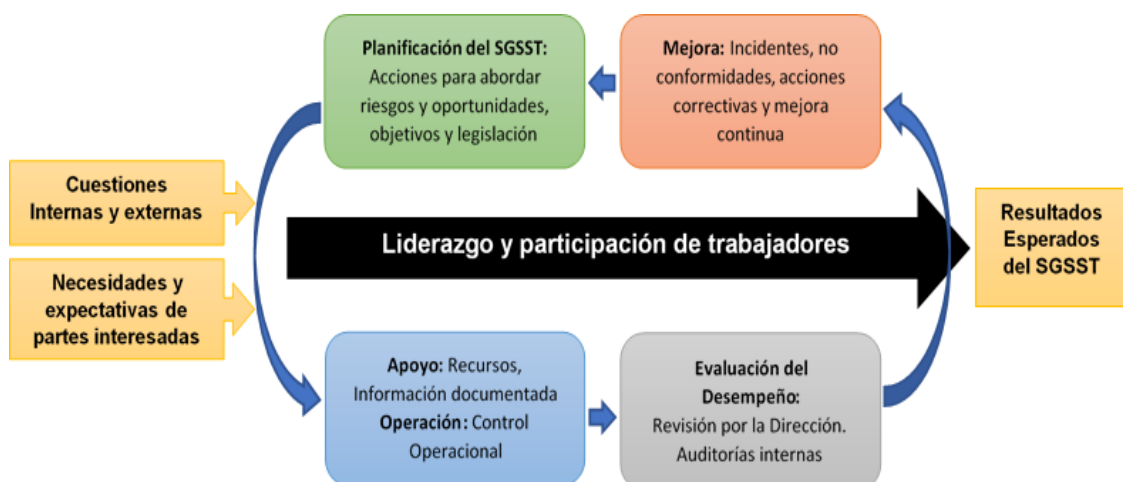 Planificación del SGSST:
Acciones para abordar
riesgos y oportunidades,
objetivos y legislación
Mejora: Incidentes, no
conformidades, acciones
correctivas y mejora
continua
Cuestiones
Internas y externas
Necesidades y
expectativas de
partes interesadas
Liderazgo y participación de trabajadores
Resultados
Esperados
del SGSST
Apoyo: Recursos,
Información documentada
Operación: Control
Operacional
Evaluación del
Desempeño:
Revisión por la Dirección.
Auditorías internas